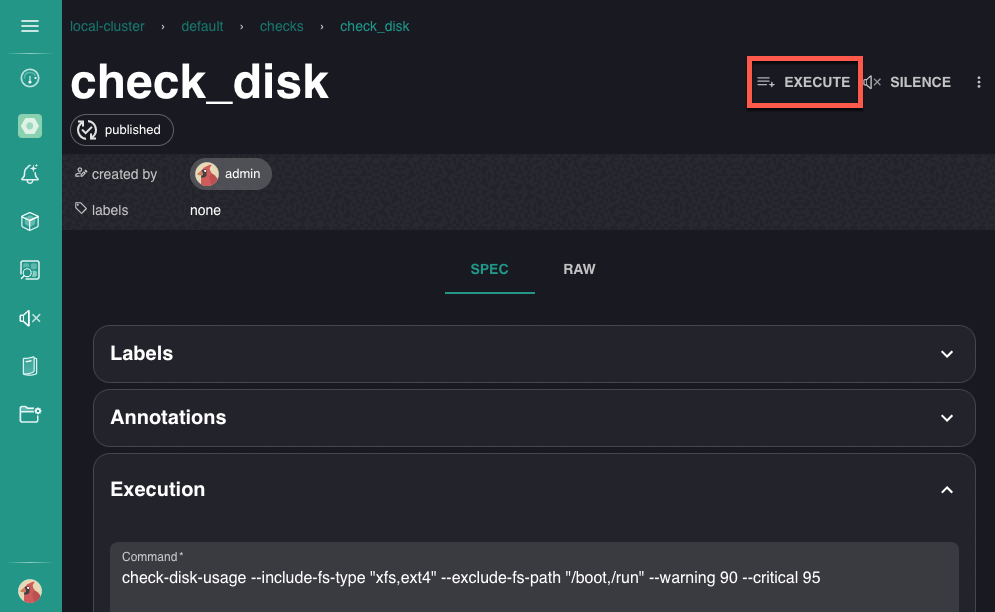 local-cluster › default › checks › check_disk
check_disk
EXECUTE SILENCE
published
created by admin
labels none
SPEC RAW
Labels
Annotations
Execution
Command*
check-disk-usage --include-fs-type "xfs,ext4" --exclude-fs-path "/boot,/run" --warning 90 --critical 95